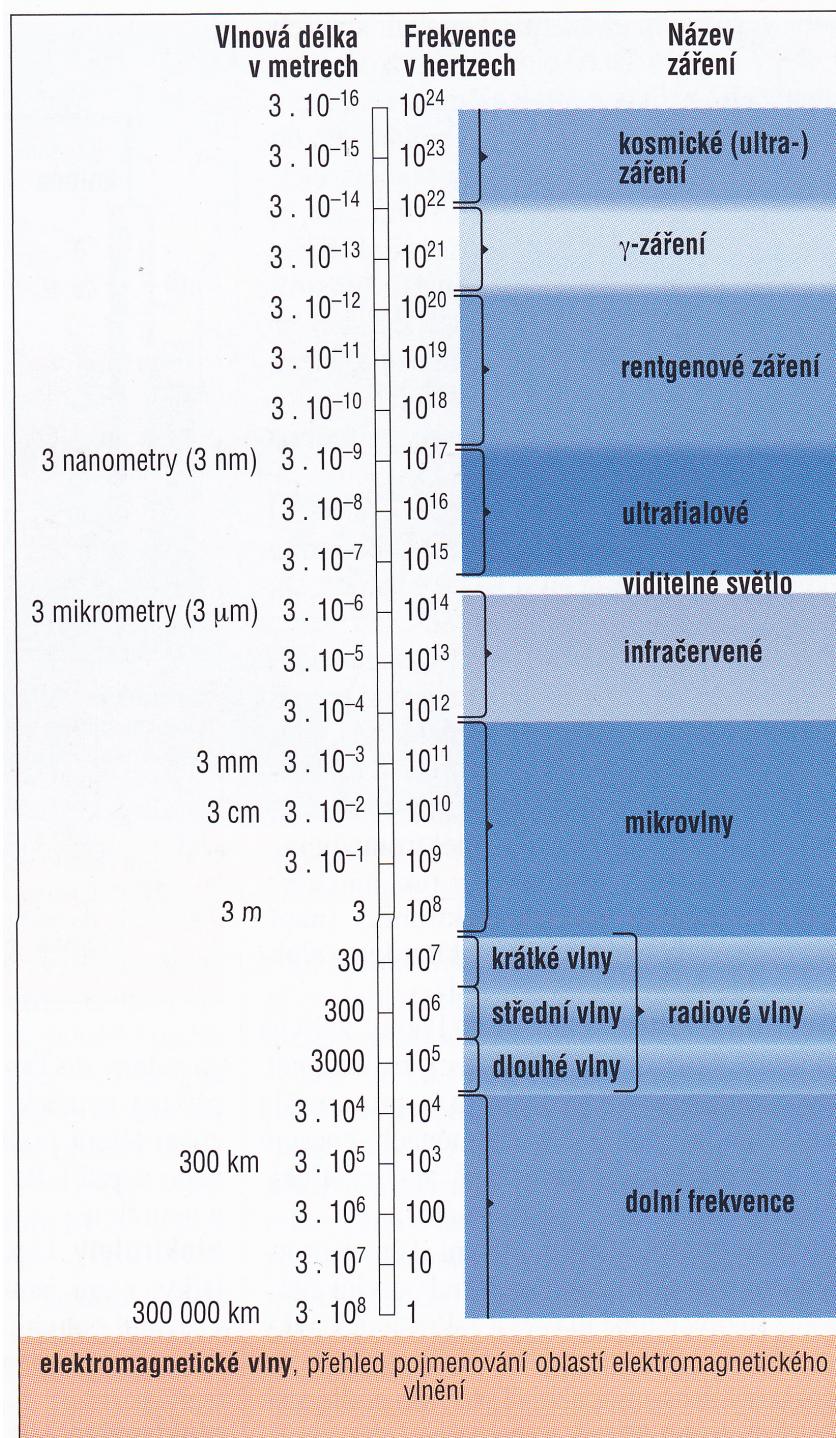 Vlnová délka v metrech Frekvence v hertzech Název záření
3 . 10⁻¹⁶ 10²⁴
3 . 10⁻¹⁵ 10²³ kosmické (ultra-) záření
3 . 10⁻¹⁴ 10²²
3 . 10⁻¹³ 10²¹ γ-záření
3 . 10⁻¹² 10²⁰
3 . 10⁻¹¹ 10¹⁹ rentgenové záření
3 . 10⁻¹⁰ 10¹⁸
3 nanometry (3 nm) 3 . 10⁻⁹ 10¹⁷
3 . 10⁻⁸ 10¹⁶ ultrafialové
3 . 10⁻⁷ 10¹⁵
viditelné světlo
3 mikrometry (3 μm) 3 . 10⁻⁶ 10¹⁴
3 . 10⁻⁵ 10¹³ infračervené
3 . 10⁻⁴ 10¹²
3 mm 3 . 10⁻³ 10¹¹
3 cm 3 . 10⁻² 10¹⁰ mikrovlny
3 . 10⁻¹ 10⁹
3 m 3 10⁸
30 10⁷ krátké vlny
300 10⁶ střední vlny radiové vlny
3000 10⁵ dlouhé vlny
3 . 10⁴ 10⁴
300 km 3 . 10⁵ 10³
3 . 10⁶ 100 dolní frekvence
3 . 10⁷ 10
300 000 km 3 . 10⁸ 1
elektromagnetické vlny, přehled pojmenování oblastí elektromagnetického
vlnění